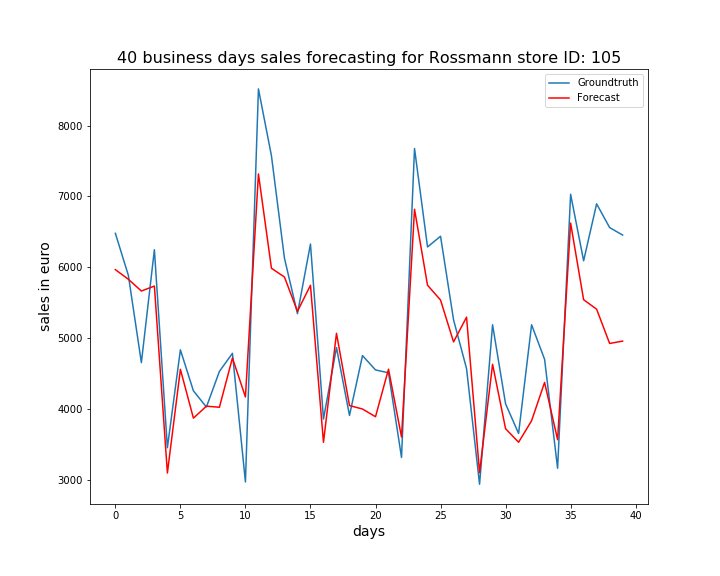 40 business days sales forecasting for Rossmann store ID: 105
Groundtruth
Forecast
sales in euro
8000
7000
6000
5000
4000
3000
0 5 10 15 20 25 30 35 40
days